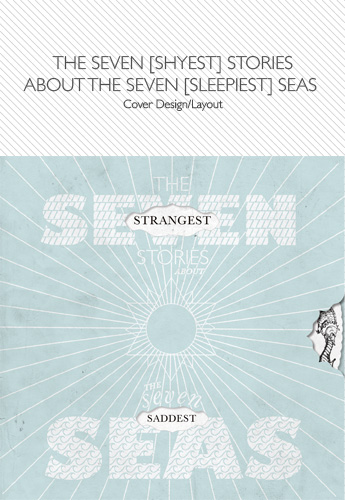 THE SEVEN [SHYEST] STORIES
ABOUT THE SEVEN [SLEEPIEST] SEAS
Cover Design/Layout
THE
SEVEN
STRANGEST
STORIES
ABOUT
the
seven
SADDEST
SEAS